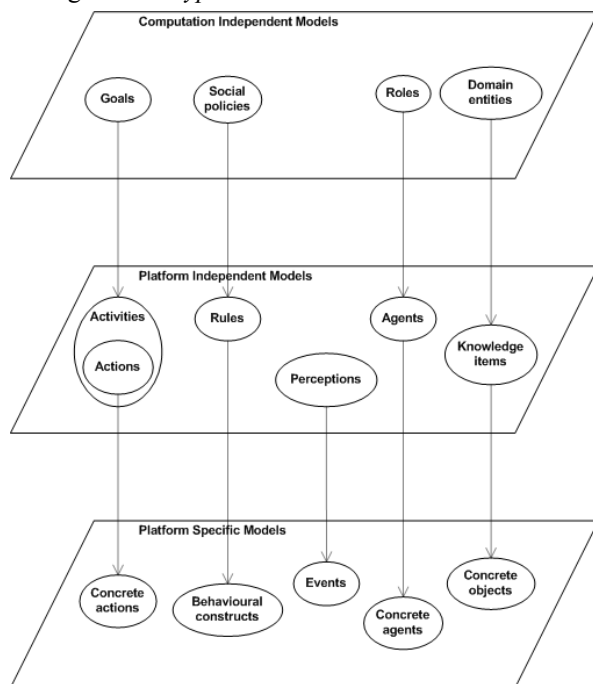 Computation Independent Models
Goals
Social
policies
Roles
Domain
entities
Platform Independent Models
Activities
Actions
Rules
Perceptions
Agents
Knowledge
items
Platform Specific Models
Concrete
actions
Behavioural
constructs
Events
Concrete
agents
Concrete
objects